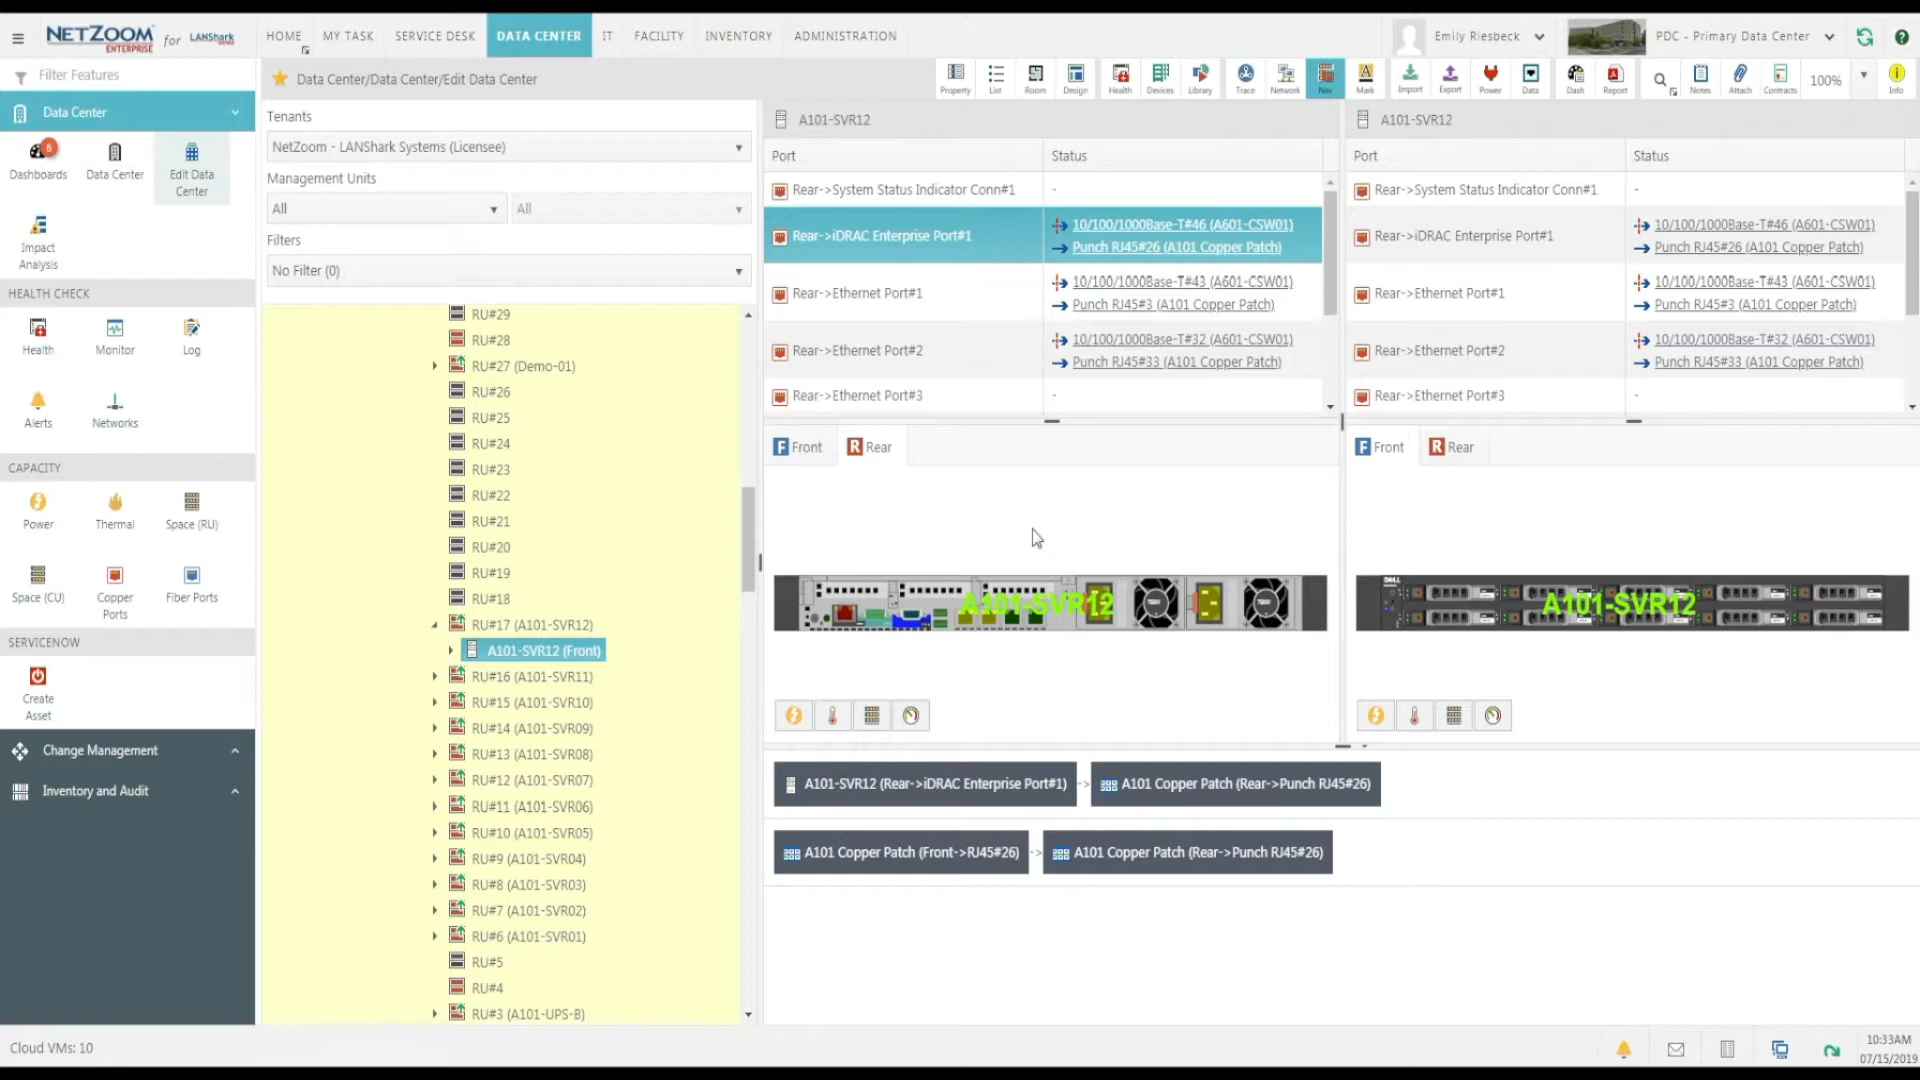 NETZOOM ENTERPRISE for LANShark
HOME MY TASK SERVICE DESK DATA CENTER IT FACILITY INVENTORY ADMINISTRATION
Emily Riesbeck
PDC - Primary Data Center
Filter Features
Data Center/Data Center/Edit Data Center
Property List Room Design Health Devices Library Trace Network Nav Mark Import Export Power Data Dash Report Notes Attach Contracts 100% Info
Data Center
6
Dashboards Data Center Edit Data Center
Impact Analysis
HEALTH CHECK
Health Monitor Log
Alerts Networks
CAPACITY
Power Thermal Space (RU)
Space (CU) Copper Ports Fiber Ports
SERVICENOW
Create Asset
Change Management
Inventory and Audit
Tenants
NetZoom - LANShark Systems (Licensee)
Management Units
All All
Filters
No Filter (0)
RU#29
RU#28
RU#27 (Demo-01)
RU#26
RU#25
RU#24
RU#23
RU#22
RU#21
RU#20
RU#19
RU#18
RU#17 (A101-SVR12)
A101-SVR12 (Front)
RU#16 (A101-SVR11)
RU#15 (A101-SVR10)
RU#14 (A101-SVR09)
RU#13 (A101-SVR08)
RU#12 (A101-SVR07)
RU#11 (A101-SVR06)
RU#10 (A101-SVR05)
RU#9 (A101-SVR04)
RU#8 (A101-SVR03)
RU#7 (A101-SVR02)
RU#6 (A101-SVR01)
RU#5
RU#4
RU#3 (A101-UPS-B)
A101-SVR12
Port Status
Rear->System Status Indicator Conn#1 -
Rear->iDRAC Enterprise Port#1
10/100/1000Base-T#46 (A601-CSW01)
Punch RJ45#26 (A101 Copper Patch)
Rear->Ethernet Port#1
10/100/1000Base-T#43 (A601-CSW01)
Punch RJ45#3 (A101 Copper Patch)
Rear->Ethernet Port#2
10/100/1000Base-T#32 (A601-CSW01)
Punch RJ45#33 (A101 Copper Patch)
Rear->Ethernet Port#3 -
F Front R Rear
A101-SVR12
A101-SVR12
Port Status
Rear->System Status Indicator Conn#1 -
Rear->iDRAC Enterprise Port#1
10/100/1000Base-T#46 (A601-CSW01)
Punch RJ45#26 (A101 Copper Patch)
Rear->Ethernet Port#1
10/100/1000Base-T#43 (A601-CSW01)
Punch RJ45#3 (A101 Copper Patch)
Rear->Ethernet Port#2
10/100/1000Base-T#32 (A601-CSW01)
Punch RJ45#33 (A101 Copper Patch)
Rear->Ethernet Port#3 -
F Front R Rear
DELL
A101-SVR12
A101-SVR12 (Rear->iDRAC Enterprise Port#1) -> A101 Copper Patch (Rear->Punch RJ45#26)
A101 Copper Patch (Front->RJ45#26) -> A101 Copper Patch (Rear->Punch RJ45#26)
Cloud VMs: 10
10:33AM
07/15/2019